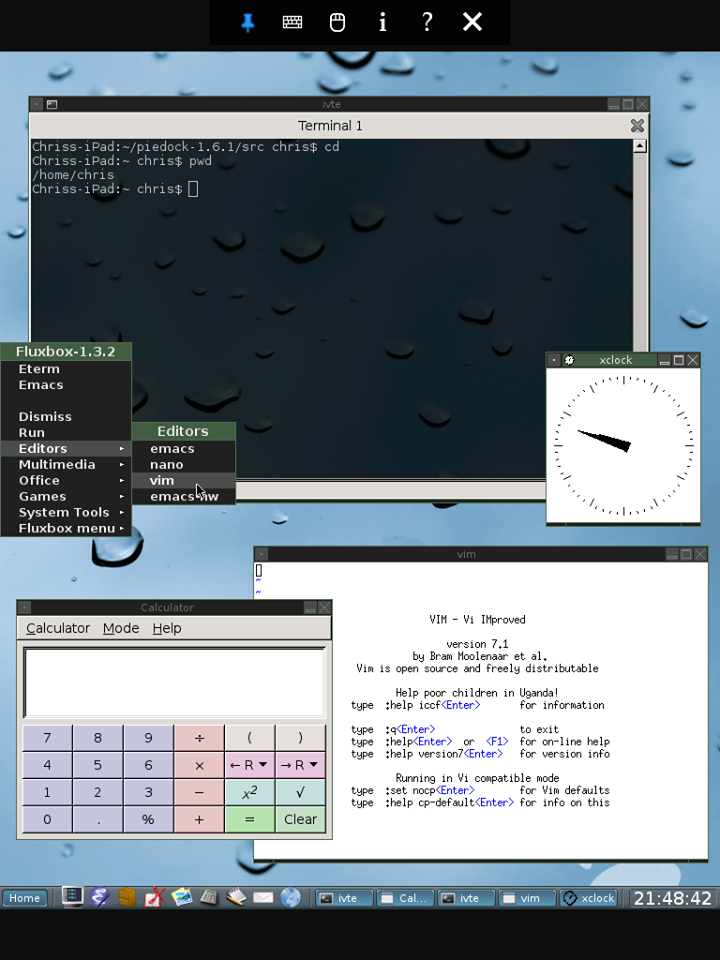 i ?
ivte
Terminal 1
Chriss-iPad:~/piedock-1.6.1/src chris$ cd
Chriss-iPad:~ chris$ pwd
/home/chris
Chriss-iPad:~ chris$
Fluxbox-1.3.2
Eterm
Emacs
Dismiss
Run
Editors
Multimedia
Office
Games
System Tools
Fluxbox menu
Editors
emacs
nano
vim
xclock
vim
~
~
VIM - Vi IMproved
version 7.1
by Bram Moolenaar et al.
Vim is open source and freely distributable
Help poor children in Uganda!
type :help iccf<Enter> for information
type :q<Enter> to exit
type :help<Enter> or <F1> for on-line help
type :help version7<Enter> for version info
Running in Vi compatible mode
type :set nocp<Enter> for Vim defaults
type :help cp-default<Enter> for info on this
Calculator
Calculator Mode Help
7 8 9 ÷ ( )
4 5 6 × ← R → R
1 2 3 − x² √
0 . % + = Clear
Home ivte Cal... ivte vim xclock 21:48:42